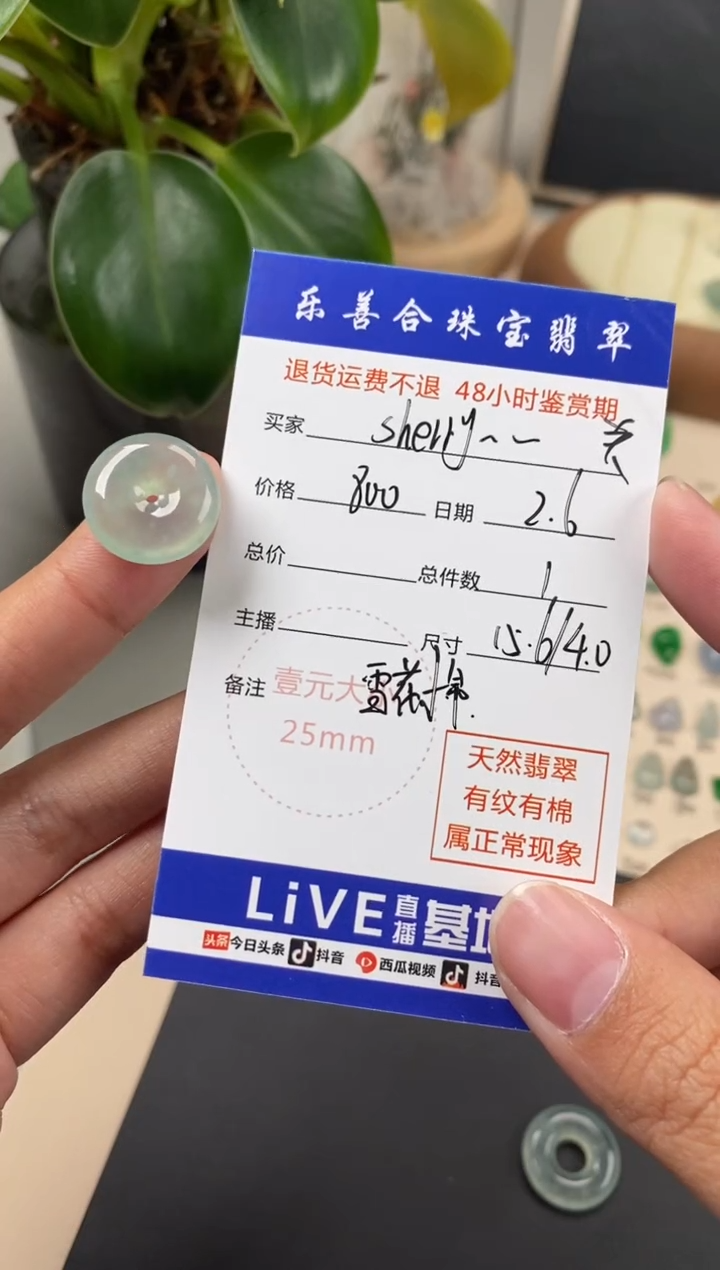 乐善合珠宝翡翠
退货运费不退 48小时鉴赏期
买家 sherry~~
价格 800 日期 2.6
总价 总件数 1
主播 尺寸 15.6/4.0
备注 壹元大 雪花棉.
25mm
天然翡翠
有纹有棉
属正常现象
LiVE 直播 基
头条 今日头条 抖音 西瓜视频 抖音